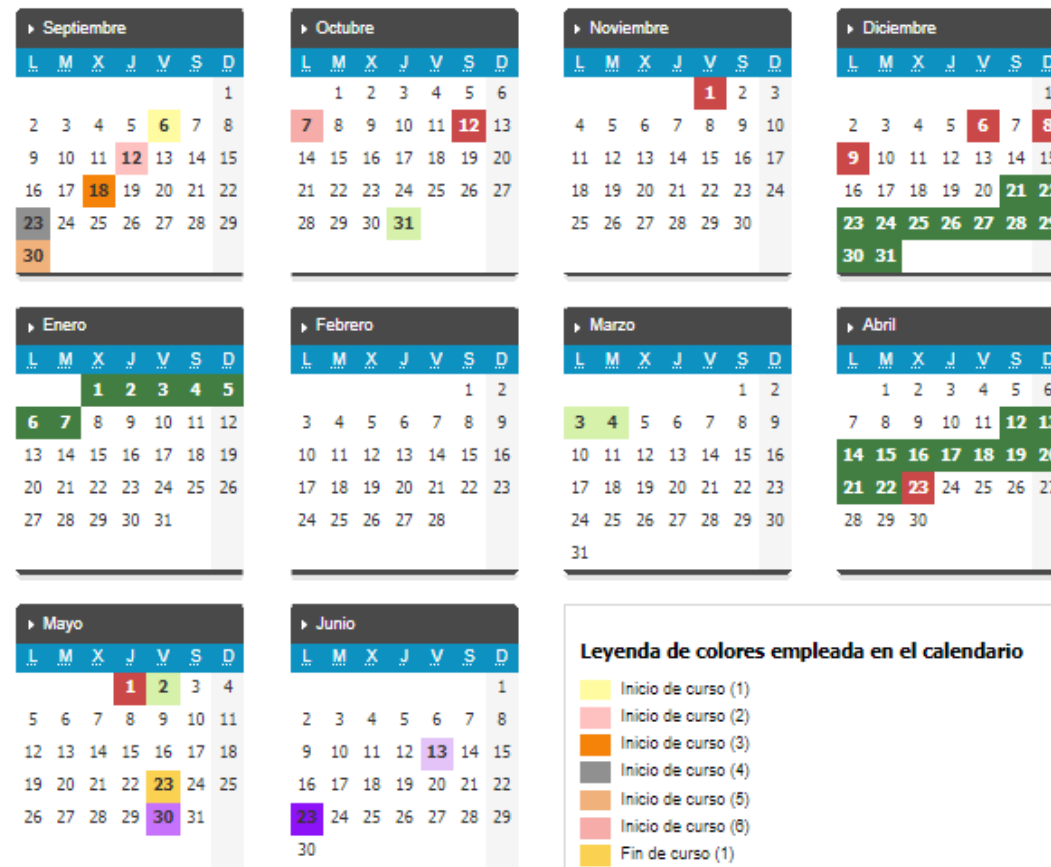 Septiembre
L M X J V S D
1
2 3 4 5 6 7 8
9 10 11 12 13 14 15
16 17 18 19 20 21 22
23 24 25 26 27 28 29
30
Octubre
L M X J V S D
1 2 3 4 5 6
7 8 9 10 11 12 13
14 15 16 17 18 19 20
21 22 23 24 25 26 27
28 29 30 31
Noviembre
L M X J V S D
1 2 3
4 5 6 7 8 9 10
11 12 13 14 15 16 17
18 19 20 21 22 23 24
25 26 27 28 29 30
Diciembre
L M X J V S D
1
2 3 4 5 6 7 8
9 10 11 12 13 14 15
16 17 18 19 20 21
23 24 25 26 27 28
30 31
Enero
L M X J V S D
1 2 3 4 5
6 7 8 9 10 11 12
13 14 15 16 17 18 19
20 21 22 23 24 25 26
27 28 29 30 31
Febrero
L M X J V S D
1 2
3 4 5 6 7 8 9
10 11 12 13 14 15 16
17 18 19 20 21 22 23
24 25 26 27 28
Marzo
L M X J V S D
1 2
3 4 5 6 7 8 9
10 11 12 13 14 15 16
17 18 19 20 21 22 23
24 25 26 27 28 29 30
31
Abril
L M X J V S D
1 2 3 4 5 6
7 8 9 10 11 12
14 15 16 17 18 19 20
21 22 23 24 25 26
28 29 30
Mayo
L M X J V S D
1 2 3 4
5 6 7 8 9 10 11
12 13 14 15 16 17 18
19 20 21 22 23 24 25
26 27 28 29 30 31
Junio
L M X J V S D
1
2 3 4 5 6 7 8
9 10 11 12 13 14 15
16 17 18 19 20 21 22
23 24 25 26 27 28 29
30
Leyenda de colores empleada en el calendario
Inicio de curso (1)
Inicio de curso (2)
Inicio de curso (3)
Inicio de curso (4)
Inicio de curso (5)
Inicio de curso (6)
Fin de curso (1)